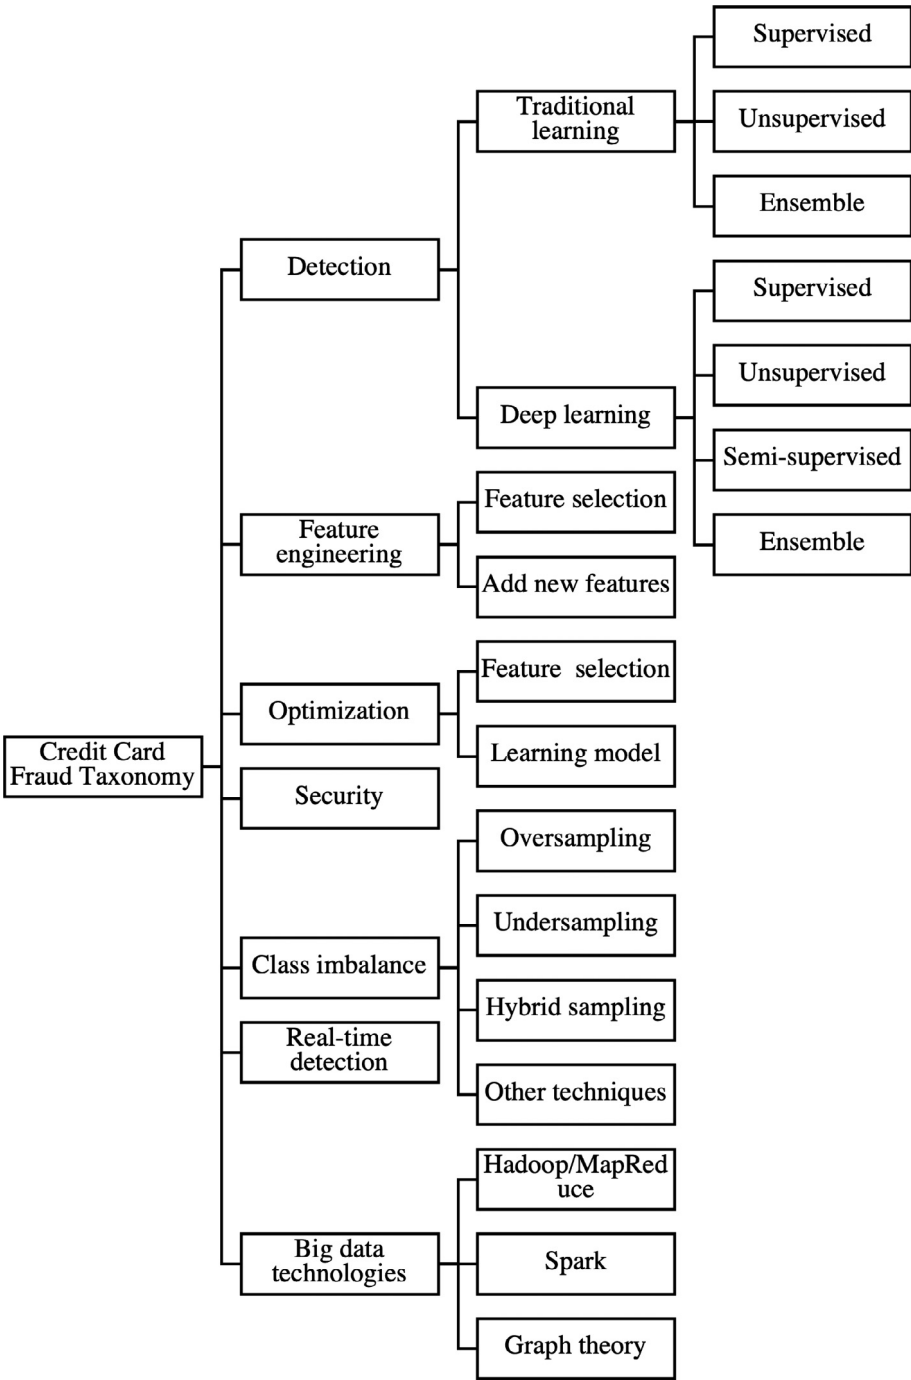 Supervised
Traditional
learning
Unsupervised
Ensemble
Detection
Supervised
Unsupervised
Deep learning
Semi-supervised
Feature selection
Feature
engineering
Ensemble
Add new features
Feature selection
Optimization
Credit Card
Fraud Taxonomy
Learning model
Security
Oversampling
Undersampling
Class imbalance
Hybrid sampling
Real-time
detection
Other techniques
Hadoop/MapRed
uce
Big data
technologies
Spark
Graph theory